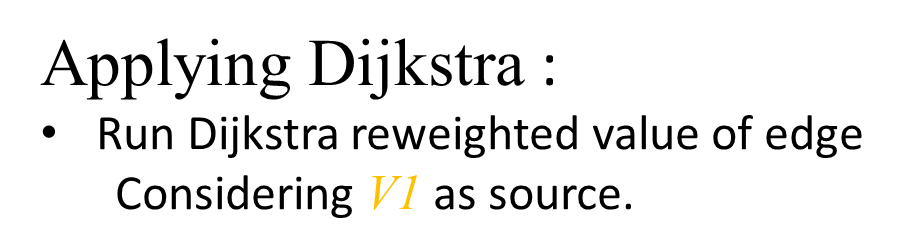 Applying Dijkstra :
• Run Dijkstra reweighted value of edge
Considering V1 as source.